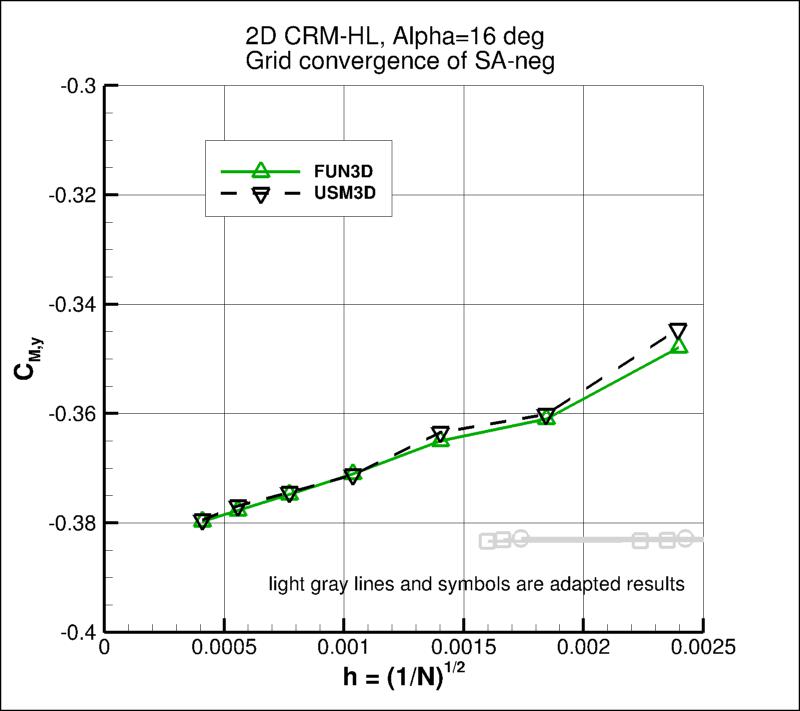 2D CRM-HL, Alpha=16 deg
Grid convergence of SA-neg
-0.3
-0.32
-0.34
-0.36
-0.38
-0.4
C_M,y
FUN3D
USM3D
light gray lines and symbols are adapted results
0 0.0005 0.001 0.0015 0.002 0.0025
h = (1/N)^1/2